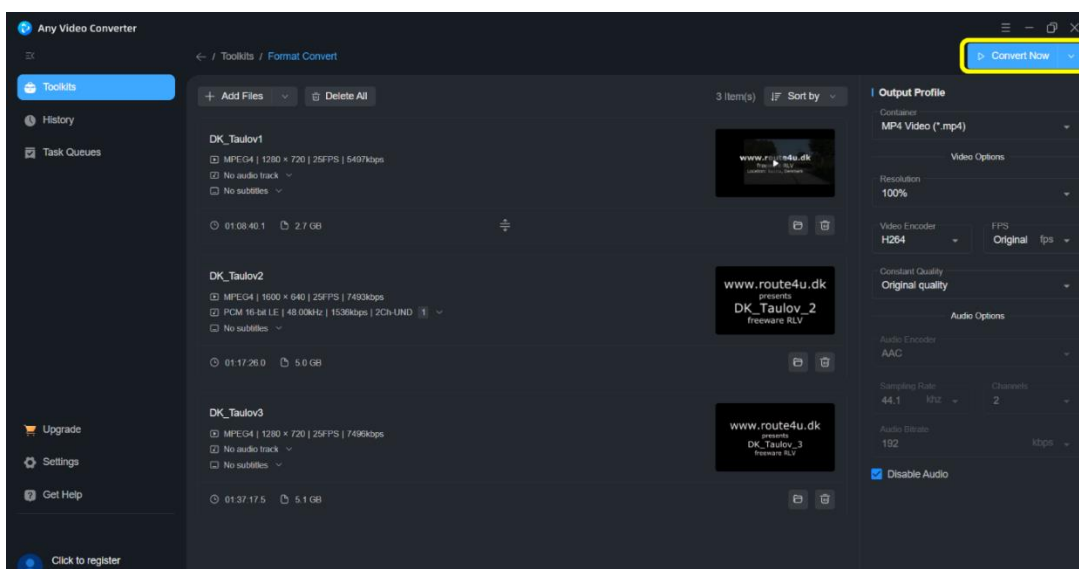 Any Video Converter
← / Toolkits / Format Convert
Convert Now
Toolkits
History
Task Queues
Upgrade
Settings
Get Help
Click to register
+ Add Files
Delete All
3 Item(s)
Sort by
DK_Taulov1
MPEG4 | 1280 × 720 | 25FPS | 5497kbps
No audio track
No subtitles
01:08:40.1 2.7 GB
www.route4u.dk
freeware RLV
DK_Taulov2
MPEG4 | 1600 × 640 | 25FPS | 7493kbps
PCM 16-bit LE | 48.00kHz | 1536kbps | 2Ch-UND 1
No subtitles
01:17:26.0 5.0 GB
www.route4u.dk
presents
DK_Taulov_2
freeware RLV
DK_Taulov3
MPEG4 | 1280 × 720 | 25FPS | 7496kbps
No audio track
No subtitles
01:37:17.5 5.1 GB
www.route4u.dk
presents
DK_Taulov_3
freeware RLV
Output Profile
Container
MP4 Video (*.mp4)
Video Options
Resolution
100%
Video Encoder
H264
FPS
Original fps
Constant Quality
Original quality
Audio Options
Audio Encoder
AAC
Sampling Rate
44.1 khz
Channels
2
Audio Bitrate
192 kbps
Disable Audio